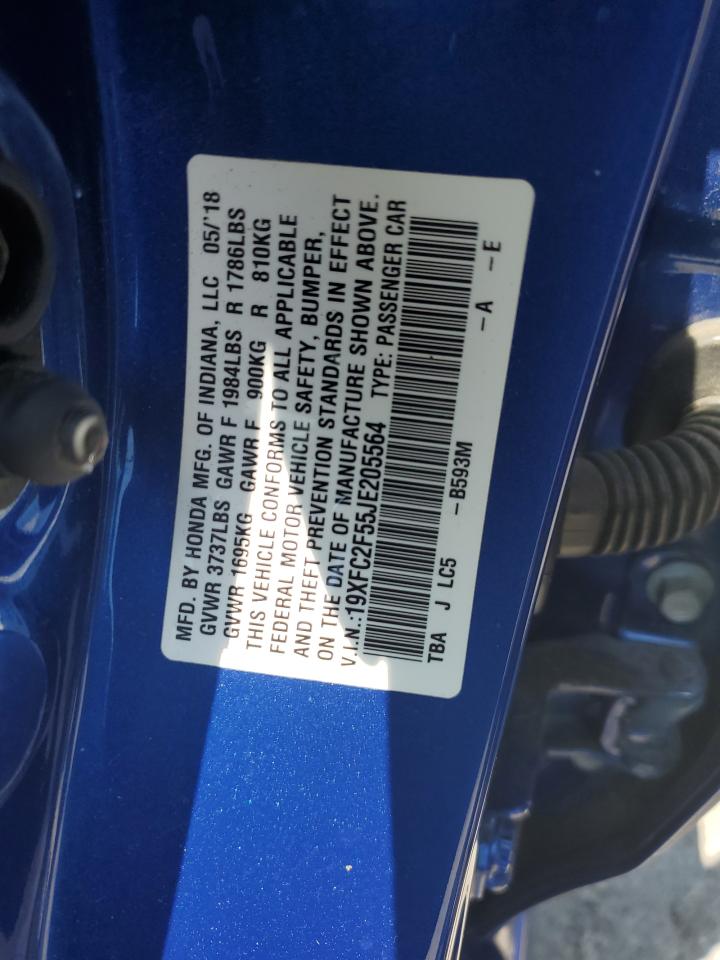 MFD. BY HONDA MFG. OF INDIANA, LLC 05/'18
GVWR 3737LBS GAWR F 1984LBS R 1786LBS
GVWR 1695KG GAWR F 900KG R 810KG
THIS VEHICLE CONFORMS TO ALL APPLICABLE
FEDERAL MOTOR VEHICLE SAFETY, BUMPER,
AND THEFT PREVENTION STANDARDS IN EFFECT
ON THE DATE OF MANUFACTURE SHOWN ABOVE.
V.I.N.:19XFC2F55JE205564 TYPE: PASSENGER CAR
TBA J LC5 -B593M -A -E